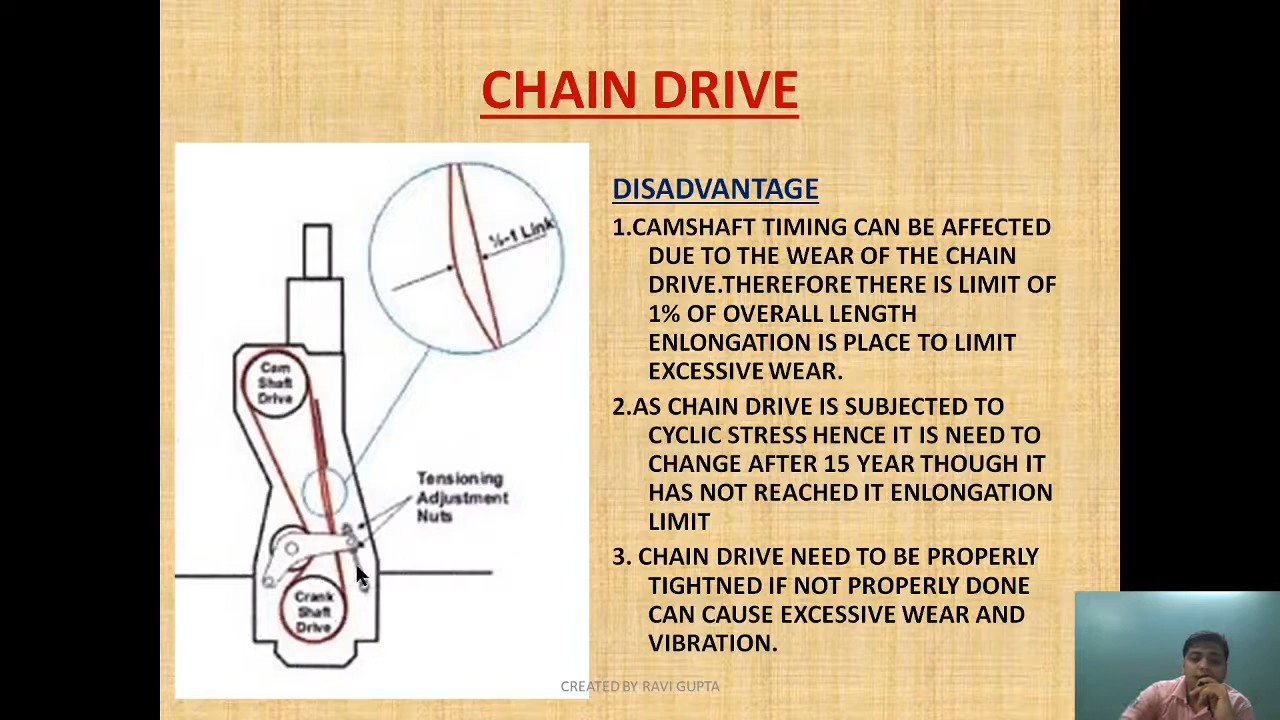 CHAIN DRIVE
½-1 Link
Cam
Shaft
Drive
Tensioning
Adjustment
Nuts
Crank
Shaft
Drive
DISADVANTAGE
1.CAMSHAFT TIMING CAN BE AFFECTED
DUE TO THE WEAR OF THE CHAIN
DRIVE.THEREFORE THERE IS LIMIT OF
1% OF OVERALL LENGTH
ENLONGATION IS PLACE TO LIMIT
EXCESSIVE WEAR.
2.AS CHAIN DRIVE IS SUBJECTED TO
CYCLIC STRESS HENCE IT IS NEED TO
CHANGE AFTER 15 YEAR THOUGH IT
HAS NOT REACHED IT ENLONGATION
LIMIT
3. CHAIN DRIVE NEED TO BE PROPERLY
TIGHTNED IF NOT PROPERLY DONE
CAN CAUSE EXCESSIVE WEAR AND
VIBRATION.
CREATED BY RAVI GUPTA